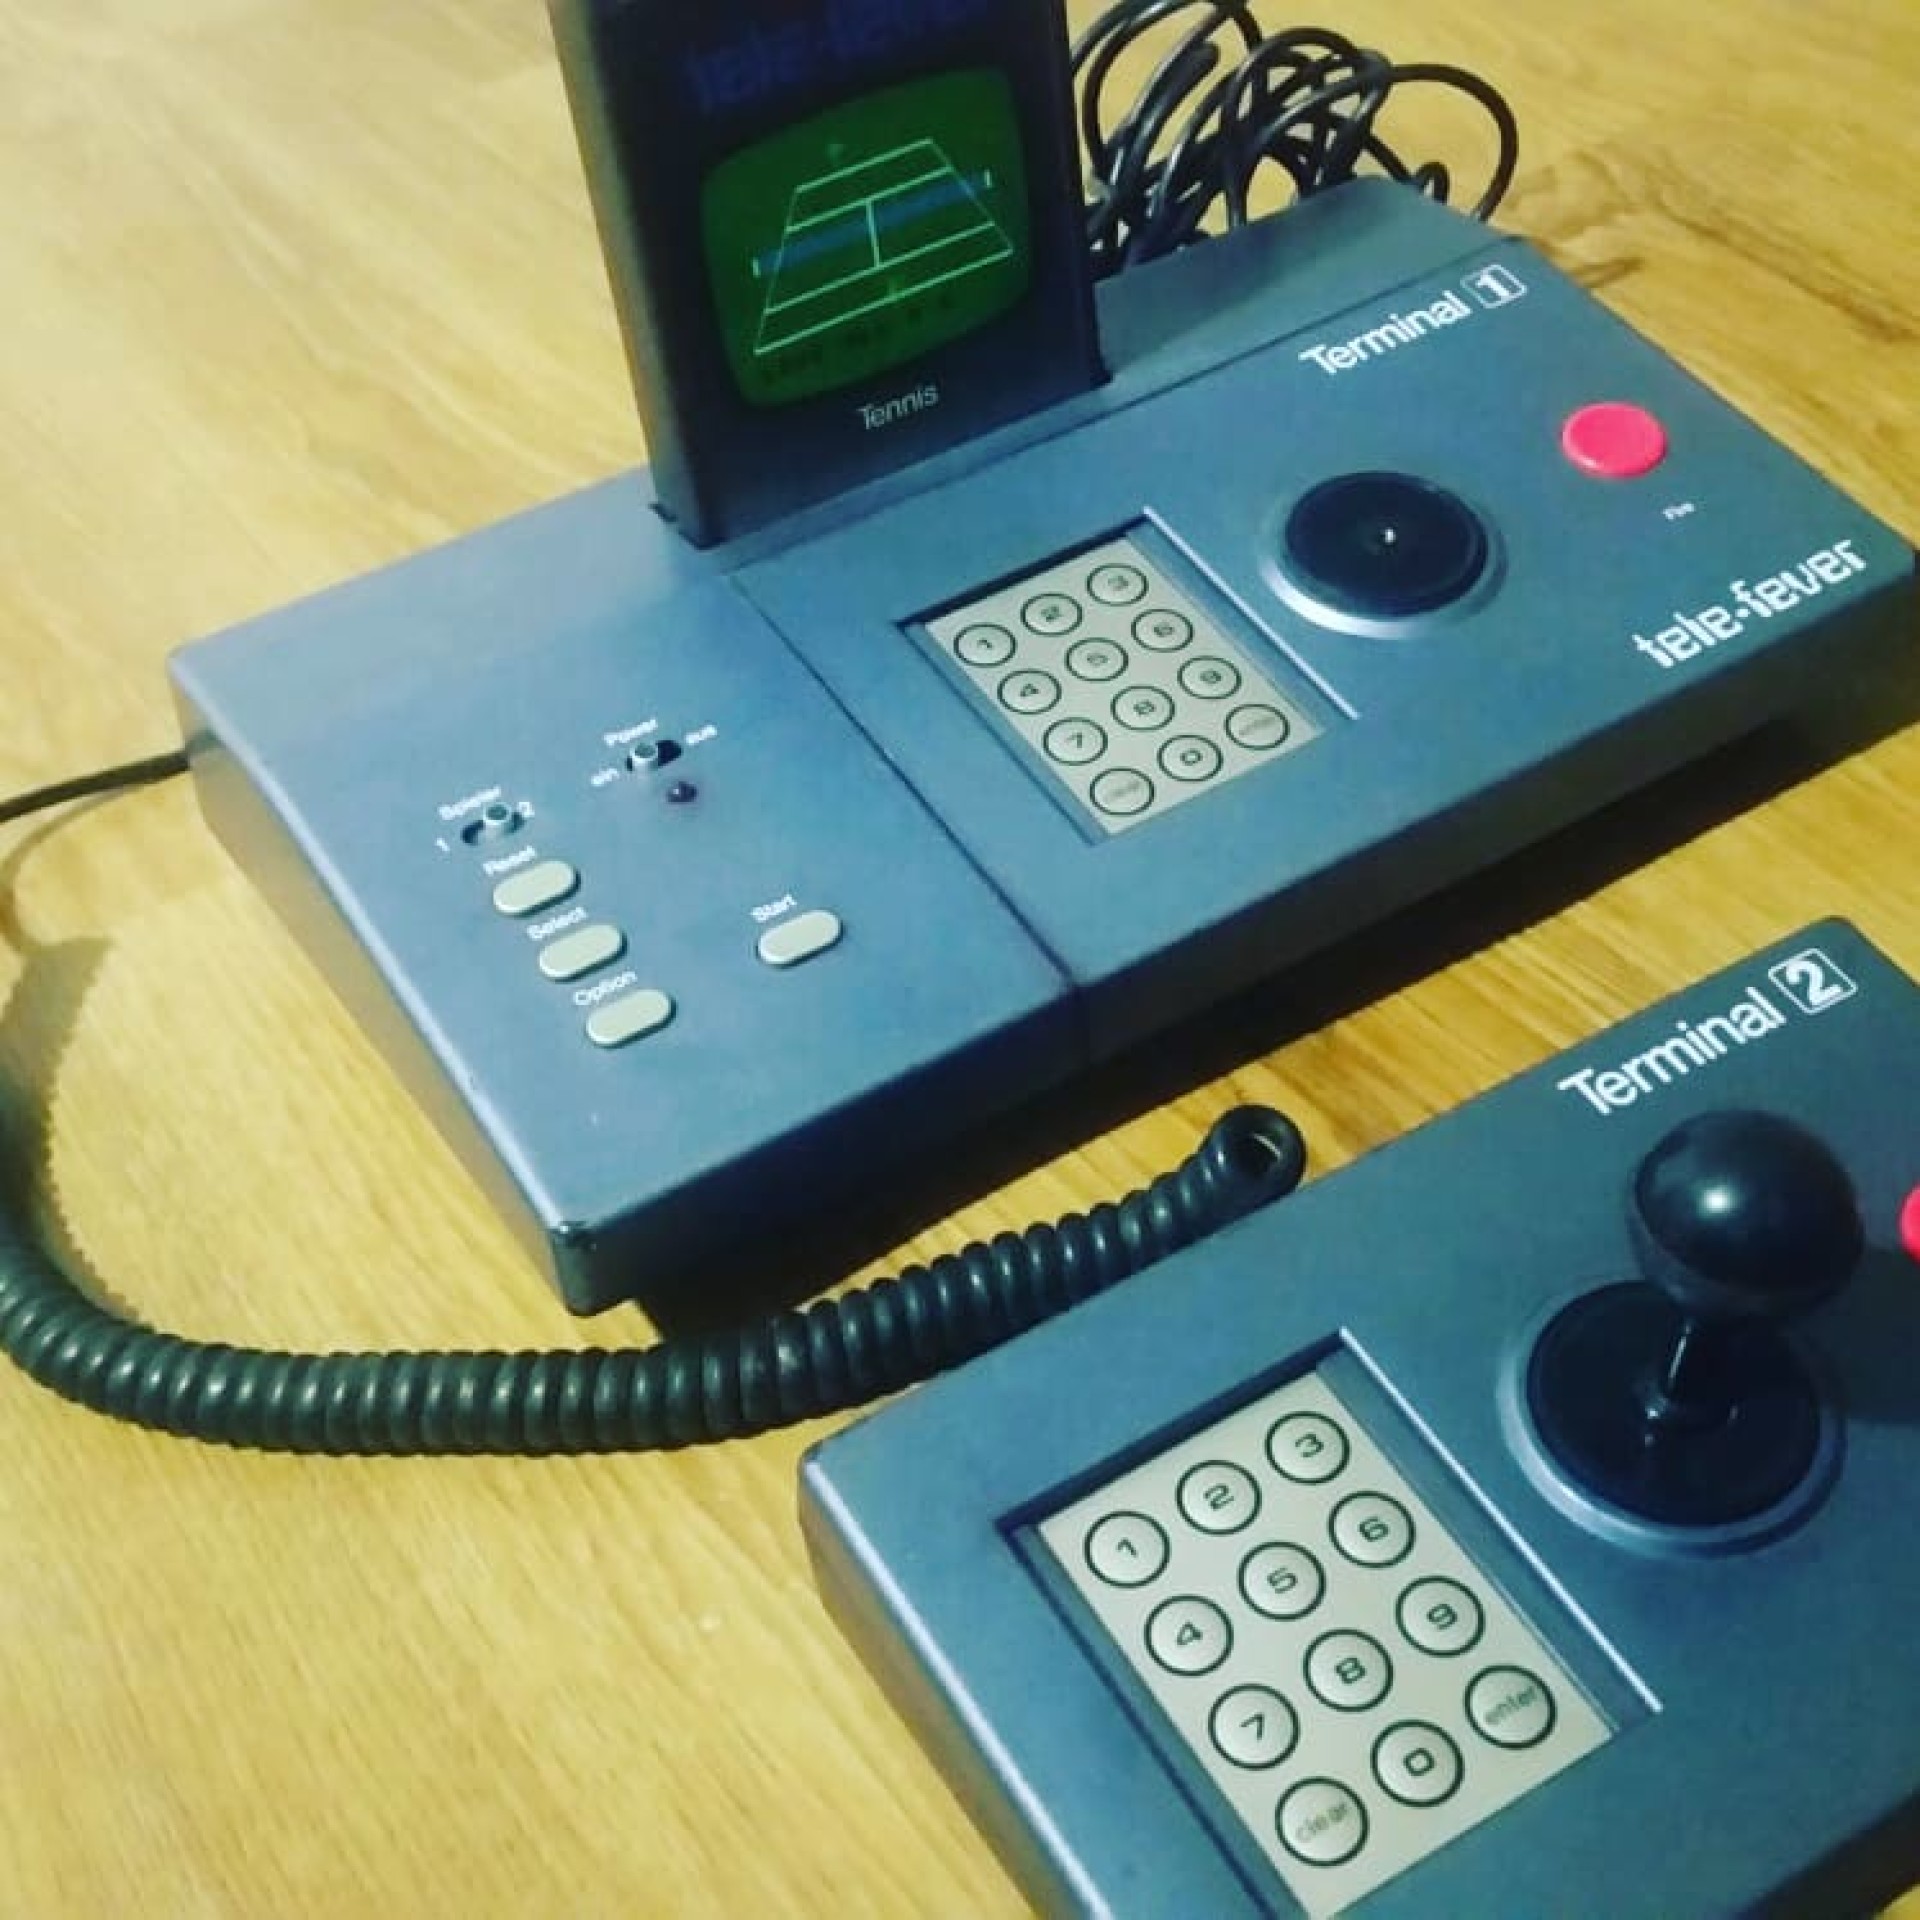 tele-fever
Tennis
Terminal 1
Fire
tele-fever
1 2 3
4 5 6
7 8 9
clear 0 enter
Power
ein aus
Spieler
1 2
Reset
Select
Option
Start
Terminal 2
1 2 3
4 5 6
7 8 9
clear 0 enter